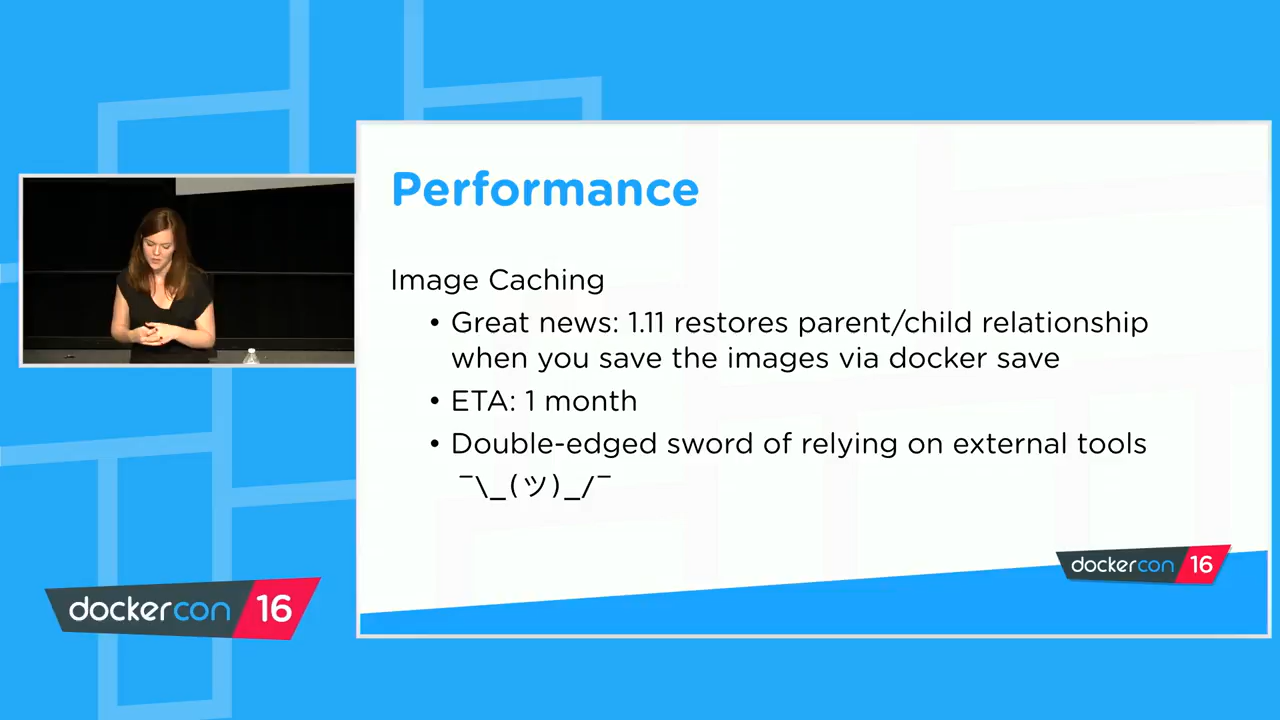 Performance
Image Caching
• Great news: 1.11 restores parent/child relationship
when you save the images via docker save
• ETA: 1 month
• Double-edged sword of relying on external tools
¯\_(ツ)_/¯
dockercon 16
dockercon 16